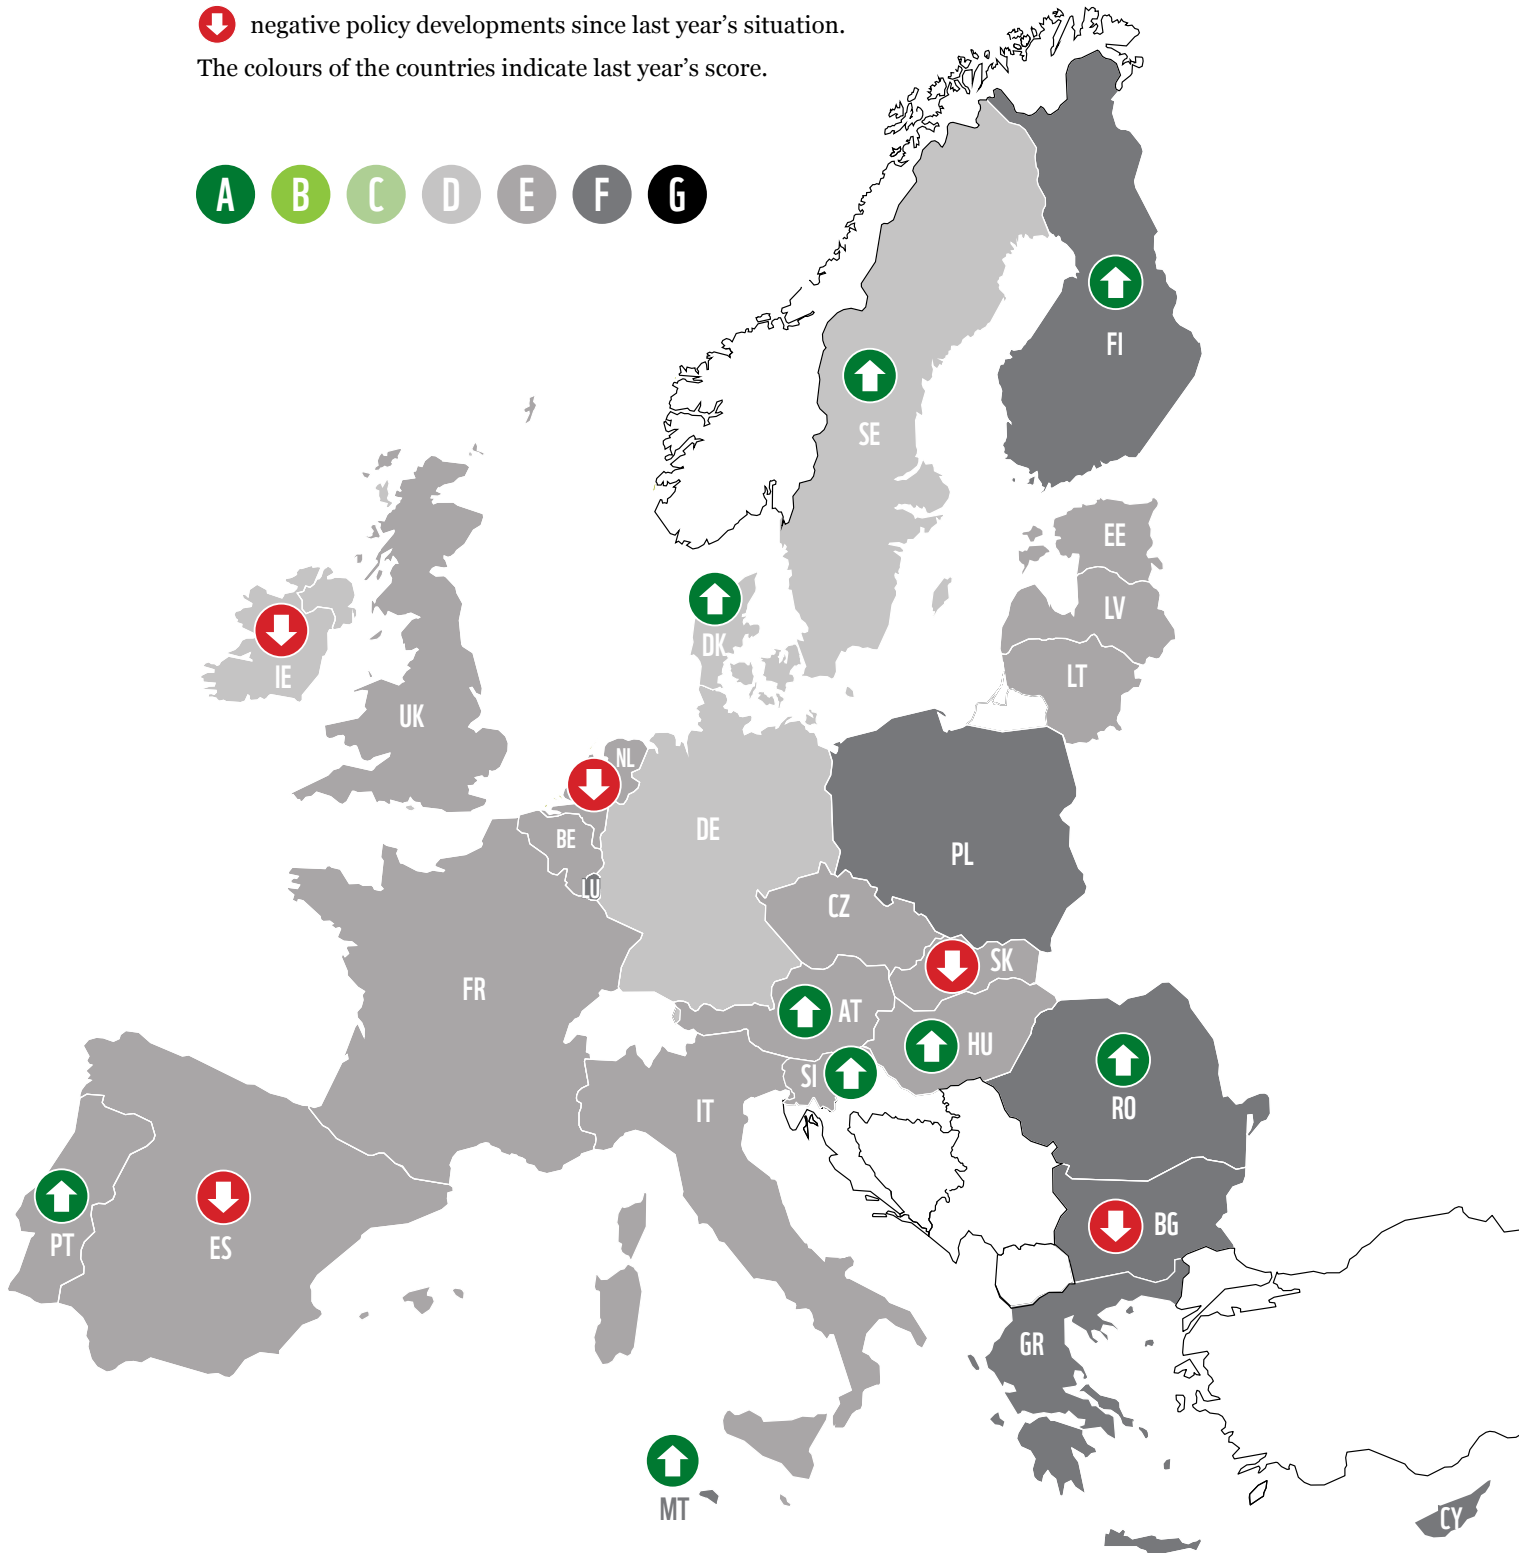 negative policy developments since last year’s situation.
The colours of the countries indicate last year’s score.
A B C D E F G
FI
SE
EE
LV
DK
LT
IE
UK
NL
DE
BE
PL
LU
CZ
SK
FR
AT
HU
SI
IT
RO
PT
ES
BG
GR
MT
CY